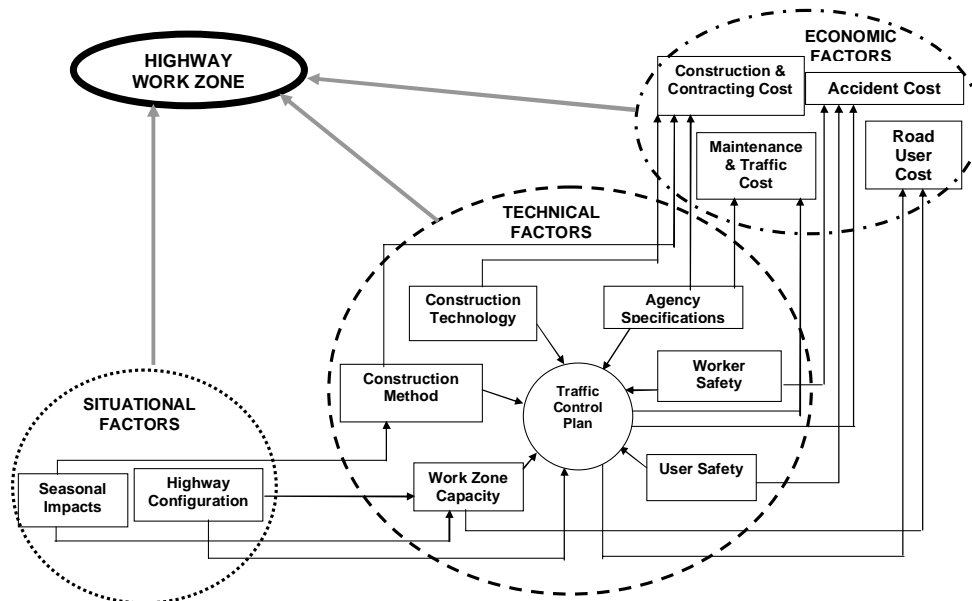 HIGHWAY
WORK ZONE
ECONOMIC
FACTORS
Construction &
Contracting Cost
Accident Cost
Maintenance
& Traffic
Cost
Road
User
Cost
TECHNICAL
FACTORS
Construction
Technology
Agency
Specifications
Construction
Method
Traffic
Control
Plan
Worker
Safety
User Safety
Work Zone
Capacity
SITUATIONAL
FACTORS
Seasonal
Impacts
Highway
Configuration